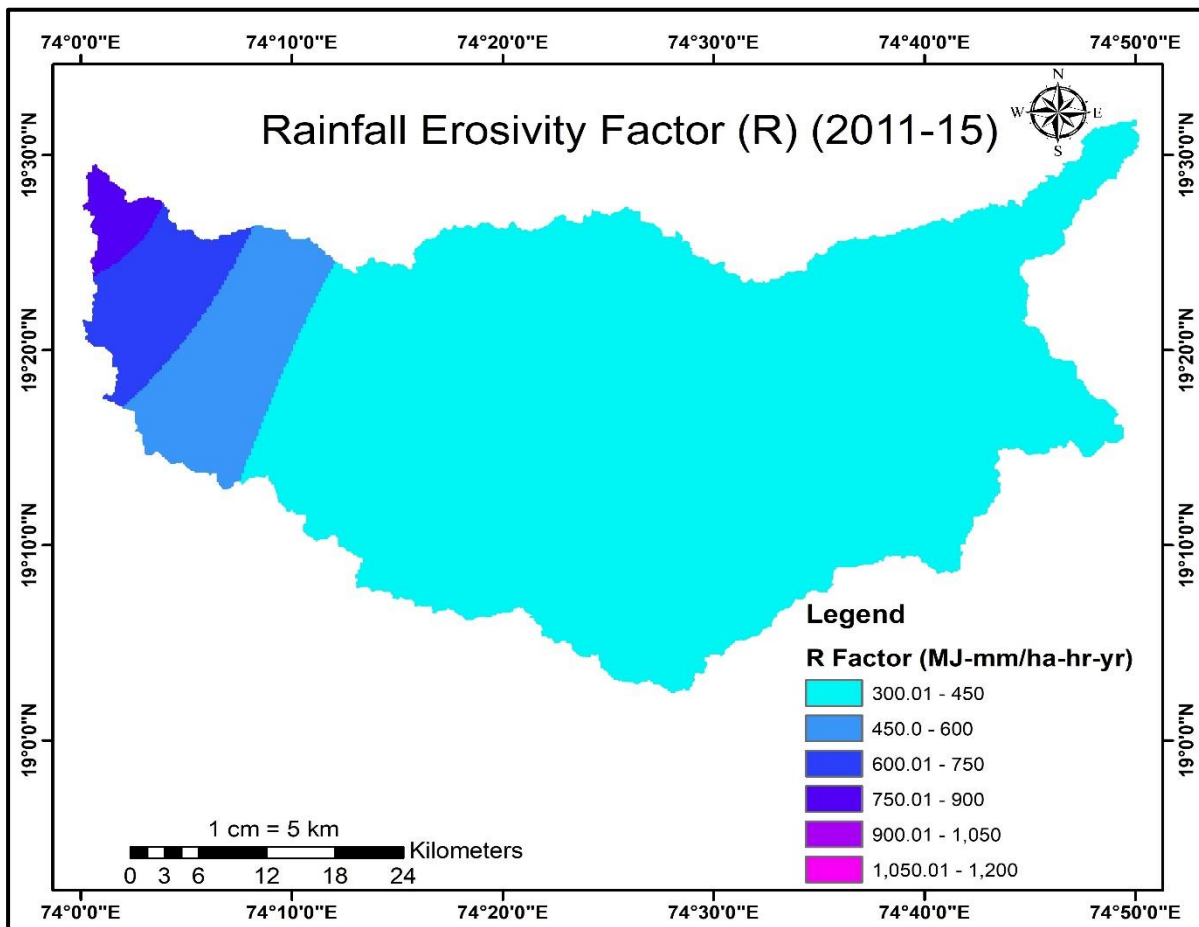 74°0'0"E 74°10'0"E 74°20'0"E 74°30'0"E 74°40'0"E 74°50'0"E
Rainfall Erosivity Factor (R) (2011-15)
N
W E
S
19°30'0"N 19°30'0"N
19°20'0"N 19°20'0"N
19°10'0"N 19°10'0"N
19°0'0"N 19°0'0"N
Legend
R Factor (MJ-mm/ha-hr-yr)
300.01 - 450
450.0 - 600
600.01 - 750
750.01 - 900
900.01 - 1,050
1,050.01 - 1,200
1 cm = 5 km
Kilometers
0 3 6 12 18 24
74°0'0"E 74°10'0"E 74°20'0"E 74°30'0"E 74°40'0"E 74°50'0"E